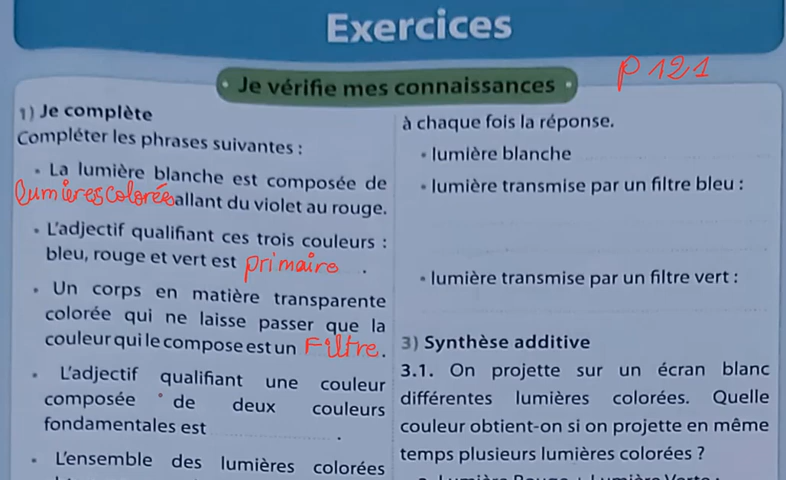 Exercices
Je vérifie mes connaissances
p 121
1) Je complète
Compléter les phrases suivantes :
• La lumière blanche est composée de
lumières colorées allant du violet au rouge.
• L'adjectif qualifiant ces trois couleurs :
bleu, rouge et vert est primaire .
• Un corps en matière transparente
colorée qui ne laisse passer que la
couleur qui le compose est un Filtre.
• L'adjectif qualifiant une couleur
composée de deux couleurs
fondamentales est .
• L'ensemble des lumières colorées
à chaque fois la réponse.
• lumière blanche
• lumière transmise par un filtre bleu :
• lumière transmise par un filtre vert :
3) Synthèse additive
3.1. On projette sur un écran blanc
différentes lumières colorées. Quelle
couleur obtient-on si on projette en même
temps plusieurs lumières colorées ?
Lumière Rouge + Lumière Verte :